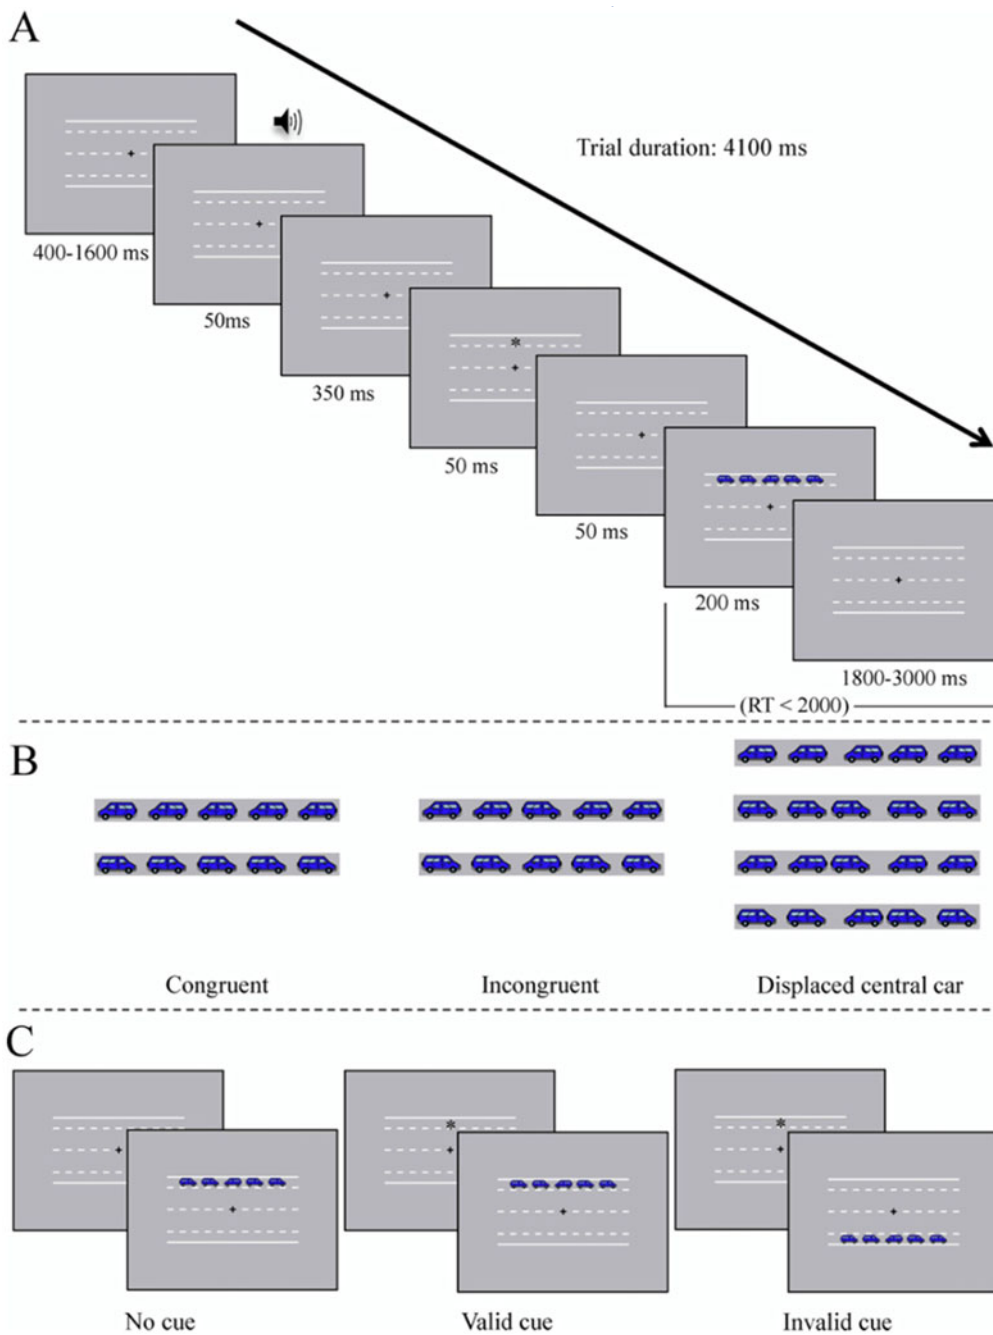 A
Trial duration: 4100 ms
400-1600 ms
50ms
350 ms
50 ms
50 ms
200 ms
1800-3000 ms
(RT < 2000)
B
Congruent
Incongruent
Displaced central car
C
No cue
Valid cue
Invalid cue